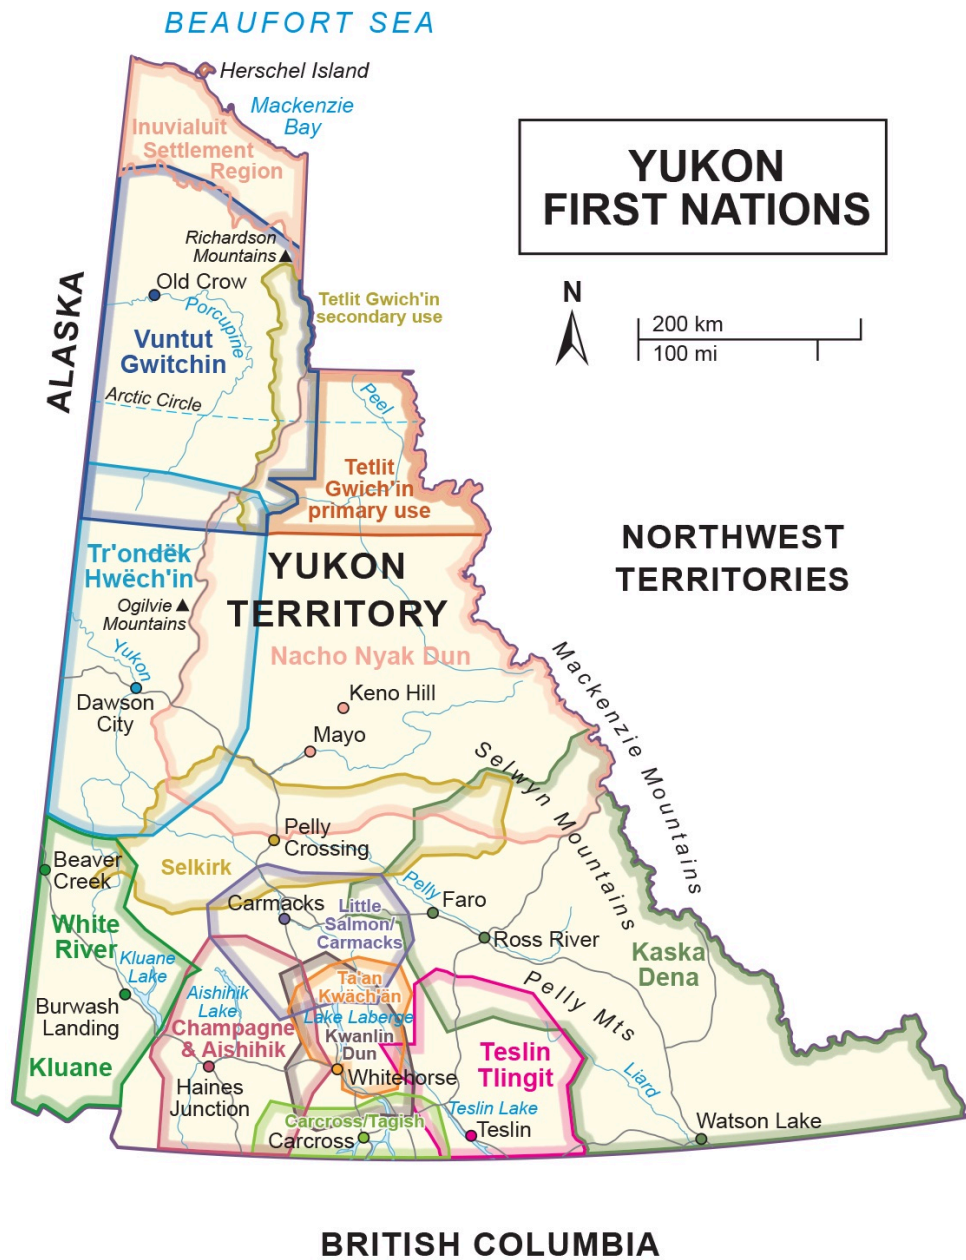 BEAUFORT SEA
Herschel Island
Mackenzie
Bay
Inuvialuit
Settlement
Region
YUKON
FIRST NATIONS
Richardson
Mountains
Old Crow
Porcupine
Tetlit Gwich'in
secondary use
N
200 km
100 mi
ALASKA
Vuntut
Gwitchin
Arctic Circle
Peel
Tetlit
Gwich'in
primary use
NORTHWEST
TERRITORIES
Tr'ondëk
Hwëch'in
YUKON
TERRITORY
Ogilvie
Mountains
Nacho Nyak Dun
Yukon
Dawson
City
Keno Hill
Mayo
Mackenzie Mountains
Selwyn Mountains
Pelly
Crossing
Selkirk
Beaver
Creek
White
River
Carmacks
Little
Salmon/
Carmacks
Pelly
Faro
Ross River
Kaska
Dena
Kluane
Lake
Aishihik
Lake
Ta'an
Kwäch'än
Lake Laberge
Kwanlin
Dun
Pelly Mts
Burwash
Landing
Champagne
& Aishihik
Kluane
Haines
Junction
Whitehorse
Teslin
Tlingit
Liard
Teslin Lake
Teslin
Carcross/Tagish
Carcross
Watson Lake
BRITISH COLUMBIA